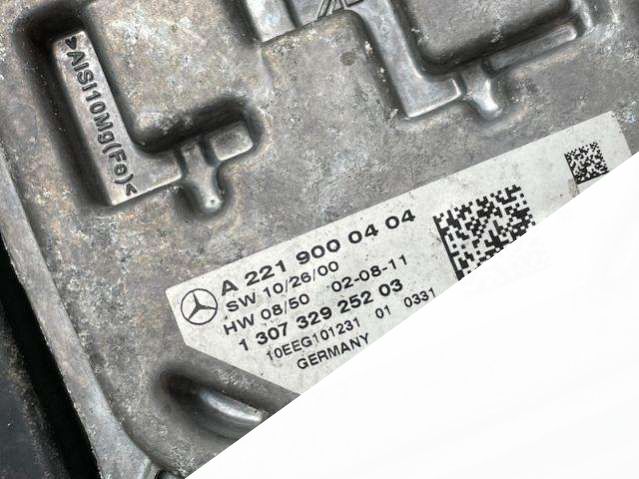 >AlSi10Mg(Fe)<
A 221 900 04 04
SW 10/26/00
HW 08/50 02-08-11
1 307 329 252 03
10EEG101231 01 0331
GERMANY